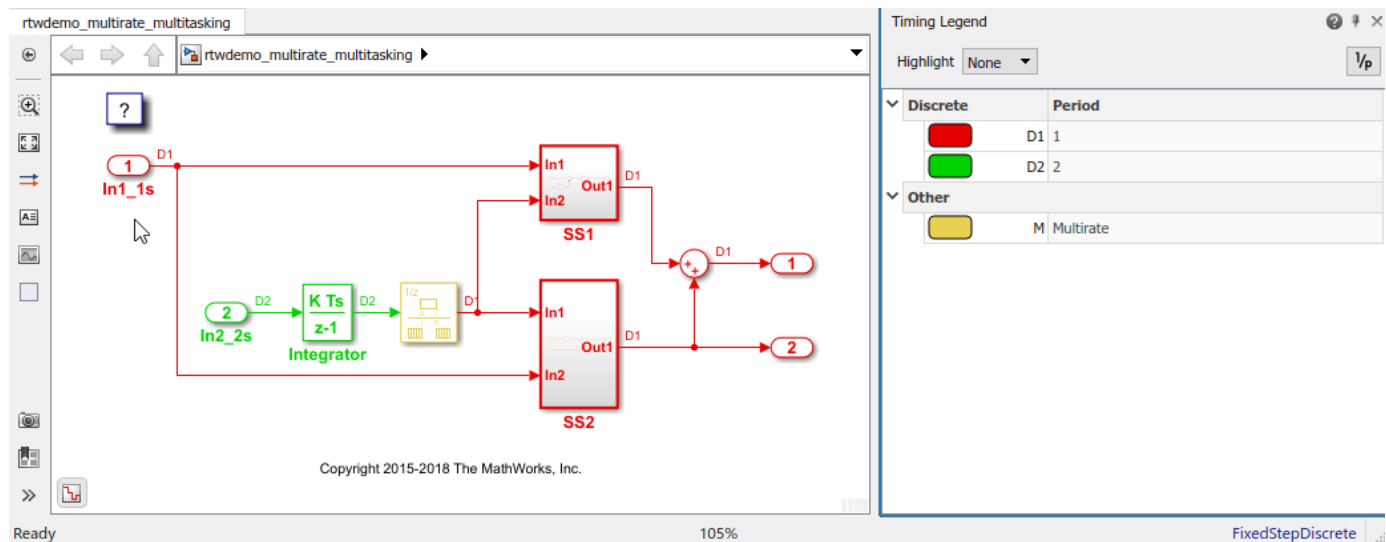 rtwdemo_multirate_multitasking
rtwdemo_multirate_multitasking
?
D1
1
In1_1s
In1
In2
Out1
D1
SS1
D1
1
D2
2
In2_2s
K Ts
z-1
Integrator
D2
1/z
D1
In1
In2
Out1
D1
SS2
2
Copyright 2015-2018 The MathWorks, Inc.
Timing Legend
Highlight None
1/p
Discrete Period
D1 1
D2 2
Other
M Multirate
Ready 105% FixedStepDiscrete